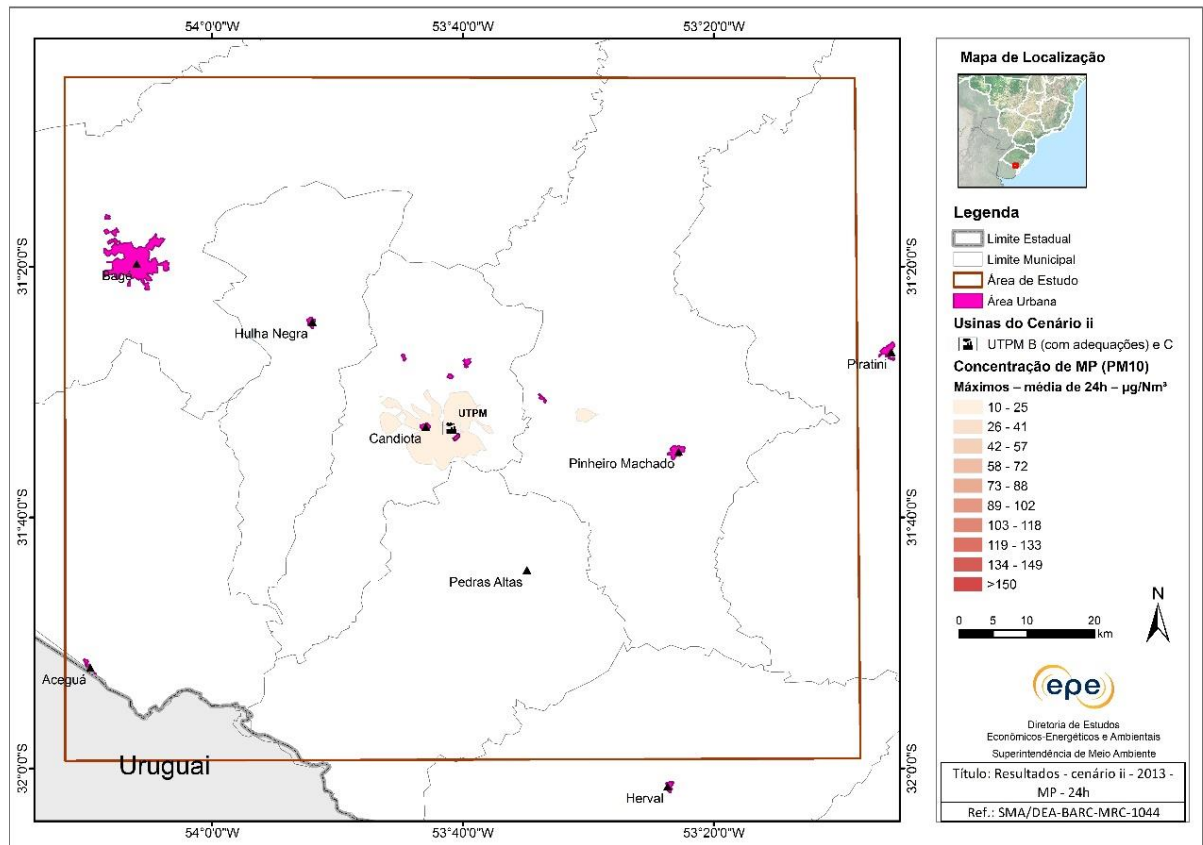 54°0'0"W
53°40'0"W
53°20'0"W
31°20'0"S
31°40'0"S
32°0'0"S
31°20'0"S
31°40'0"S
32°0'0"S
54°0'0"W
53°40'0"W
53°20'0"W
Bagé
Hulha Negra
Piratini
UTPM
Candiota
Pinheiro Machado
Pedras Altas
Aceguá
Uruguai
Herval
Mapa de Localização
Legenda
Limite Estadual
Limite Municipal
Área de Estudo
Área Urbana
Usinas do Cenário ii
UTPM B (com adequações) e C
Concentração de MP (PM10)
Máximos – média de 24h – µg/Nm³
10 - 25
26 - 41
42 - 57
58 - 72
73 - 88
89 - 102
103 - 118
119 - 133
134 - 149
>150
N
0 5 10 20
km
epe
Diretoria de Estudos
Econômicos-Energéticos e Ambientais
Superintendência de Meio Ambiente
Título: Resultados - cenário ii - 2013 -
MP - 24h
Ref.: SMA/DEA-BARC-MRC-1044